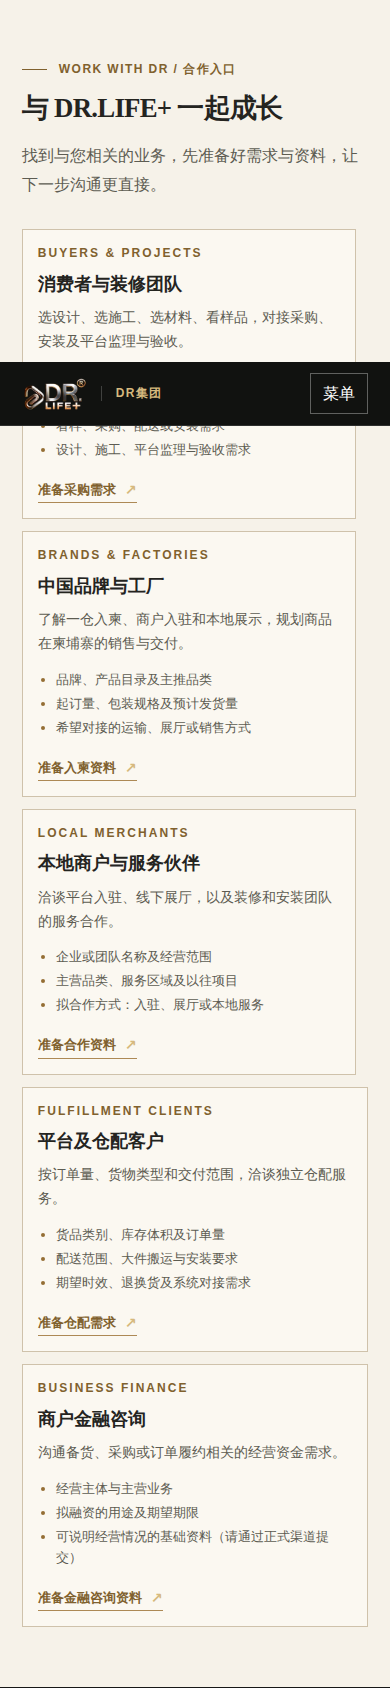 WORK WITH DR / 合作入口
与 DR.LIFE+ 一起成长
找到与您相关的业务，先准备好需求与资料，让
下一步沟通更直接。
BUYERS & PROJECTS
消费者与装修团队
选设计、选施工、选材料、看样品，对接采购、
安装及平台监理与验收。
DR.®
LIFE+
DR集团
菜单
看样、采购、配送或安装需求
设计、施工、平台监理与验收需求
准备采购需求 ↗
BRANDS & FACTORIES
中国品牌与工厂
了解一仓入柬、商户入驻和本地展示，规划商品
在柬埔寨的销售与交付。
品牌、产品目录及主推品类
起订量、包装规格及预计发货量
希望对接的运输、展厅或销售方式
准备入柬资料 ↗
LOCAL MERCHANTS
本地商户与服务伙伴
洽谈平台入驻、线下展厅，以及装修和安装团队
的服务合作。
企业或团队名称及经营范围
主营品类、服务区域及以往项目
拟合作方式：入驻、展厅或本地服务
准备合作资料 ↗
FULFILLMENT CLIENTS
平台及仓配客户
按订单量、货物类型和交付范围，洽谈独立仓配服
务。
货品类别、库存体积及订单量
配送范围、大件搬运与安装要求
期望时效、退换货及系统对接需求
准备仓配需求 ↗
BUSINESS FINANCE
商户金融咨询
沟通备货、采购或订单履约相关的经营资金需求。
经营主体与主营业务
拟融资的用途及期望期限
可说明经营情况的基础资料（请通过正式渠道提
交）
准备金融咨询资料 ↗